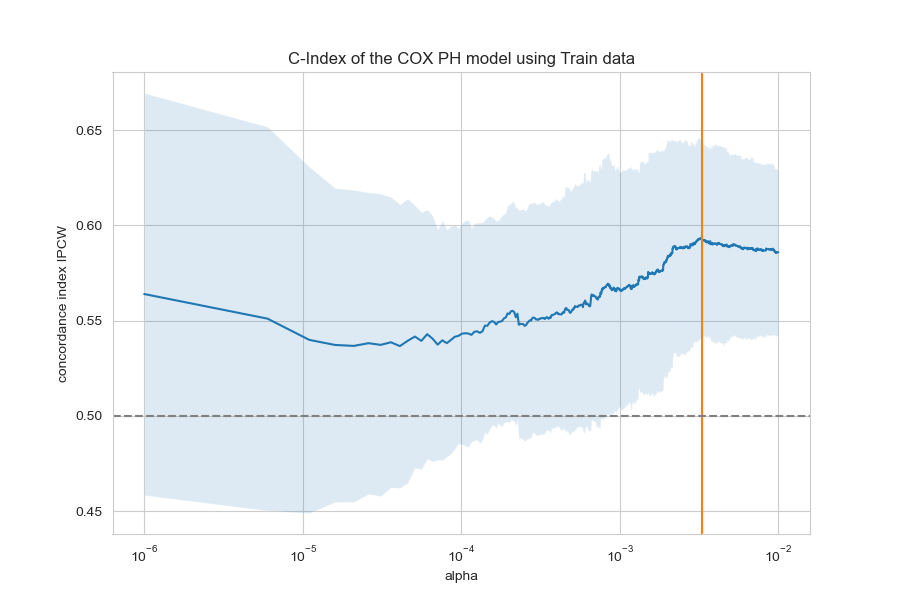 C-Index of the COX PH model using Train data
concordance index IPCW
0.65
0.60
0.55
0.50
0.45
10⁻⁶ 10⁻⁵ 10⁻⁴ 10⁻³ 10⁻²
alpha